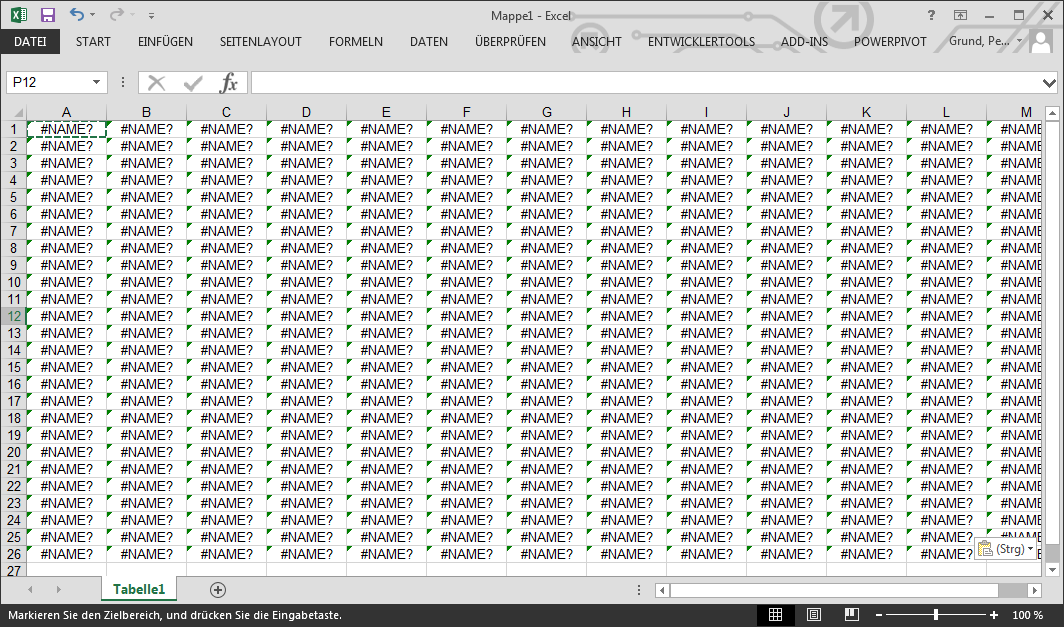 Mappe1 - Excel
?
DATEI START EINFÜGEN SEITENLAYOUT FORMELN DATEN ÜBERPRÜFEN ANSICHT ENTWICKLERTOOLS ADD-INS POWERPIVOT Grund, Pe...
P12 fx
A B C D E F G H I J K L M
1 #NAME? #NAME? #NAME? #NAME? #NAME? #NAME? #NAME? #NAME? #NAME? #NAME? #NAME? #NAME? #NAME
2 #NAME? #NAME? #NAME? #NAME? #NAME? #NAME? #NAME? #NAME? #NAME? #NAME? #NAME? #NAME? #NAME
3 #NAME? #NAME? #NAME? #NAME? #NAME? #NAME? #NAME? #NAME? #NAME? #NAME? #NAME? #NAME? #NAME
4 #NAME? #NAME? #NAME? #NAME? #NAME? #NAME? #NAME? #NAME? #NAME? #NAME? #NAME? #NAME? #NAME
5 #NAME? #NAME? #NAME? #NAME? #NAME? #NAME? #NAME? #NAME? #NAME? #NAME? #NAME? #NAME? #NAME
6 #NAME? #NAME? #NAME? #NAME? #NAME? #NAME? #NAME? #NAME? #NAME? #NAME? #NAME? #NAME? #NAME
7 #NAME? #NAME? #NAME? #NAME? #NAME? #NAME? #NAME? #NAME? #NAME? #NAME? #NAME? #NAME? #NAME
8 #NAME? #NAME? #NAME? #NAME? #NAME? #NAME? #NAME? #NAME? #NAME? #NAME? #NAME? #NAME? #NAME
9 #NAME? #NAME? #NAME? #NAME? #NAME? #NAME? #NAME? #NAME? #NAME? #NAME? #NAME? #NAME? #NAME
10 #NAME? #NAME? #NAME? #NAME? #NAME? #NAME? #NAME? #NAME? #NAME? #NAME? #NAME? #NAME? #NAME
11 #NAME? #NAME? #NAME? #NAME? #NAME? #NAME? #NAME? #NAME? #NAME? #NAME? #NAME? #NAME? #NAME
12 #NAME? #NAME? #NAME? #NAME? #NAME? #NAME? #NAME? #NAME? #NAME? #NAME? #NAME? #NAME? #NAME
13 #NAME? #NAME? #NAME? #NAME? #NAME? #NAME? #NAME? #NAME? #NAME? #NAME? #NAME? #NAME? #NAME
14 #NAME? #NAME? #NAME? #NAME? #NAME? #NAME? #NAME? #NAME? #NAME? #NAME? #NAME? #NAME? #NAME
15 #NAME? #NAME? #NAME? #NAME? #NAME? #NAME? #NAME? #NAME? #NAME? #NAME? #NAME? #NAME? #NAME
16 #NAME? #NAME? #NAME? #NAME? #NAME? #NAME? #NAME? #NAME? #NAME? #NAME? #NAME? #NAME? #NAME
17 #NAME? #NAME? #NAME? #NAME? #NAME? #NAME? #NAME? #NAME? #NAME? #NAME? #NAME? #NAME? #NAME
18 #NAME? #NAME? #NAME? #NAME? #NAME? #NAME? #NAME? #NAME? #NAME? #NAME? #NAME? #NAME? #NAME
19 #NAME? #NAME? #NAME? #NAME? #NAME? #NAME? #NAME? #NAME? #NAME? #NAME? #NAME? #NAME? #NAME
20 #NAME? #NAME? #NAME? #NAME? #NAME? #NAME? #NAME? #NAME? #NAME? #NAME? #NAME? #NAME? #NAME
21 #NAME? #NAME? #NAME? #NAME? #NAME? #NAME? #NAME? #NAME? #NAME? #NAME? #NAME? #NAME? #NAME
22 #NAME? #NAME? #NAME? #NAME? #NAME? #NAME? #NAME? #NAME? #NAME? #NAME? #NAME? #NAME? #NAME
23 #NAME? #NAME? #NAME? #NAME? #NAME? #NAME? #NAME? #NAME? #NAME? #NAME? #NAME? #NAME? #NAME
24 #NAME? #NAME? #NAME? #NAME? #NAME? #NAME? #NAME? #NAME? #NAME? #NAME? #NAME? #NAME? #NAME
25 #NAME? #NAME? #NAME? #NAME? #NAME? #NAME? #NAME? #NAME? #NAME? #NAME? #NAME? #NAME?
26 #NAME? #NAME? #NAME? #NAME? #NAME? #NAME? #NAME? #NAME? #NAME? #NAME? #NAME? #NAME? (Strg)
27
Tabelle1
Markieren Sie den Zielbereich, und drücken Sie die Eingabetaste. 100 %